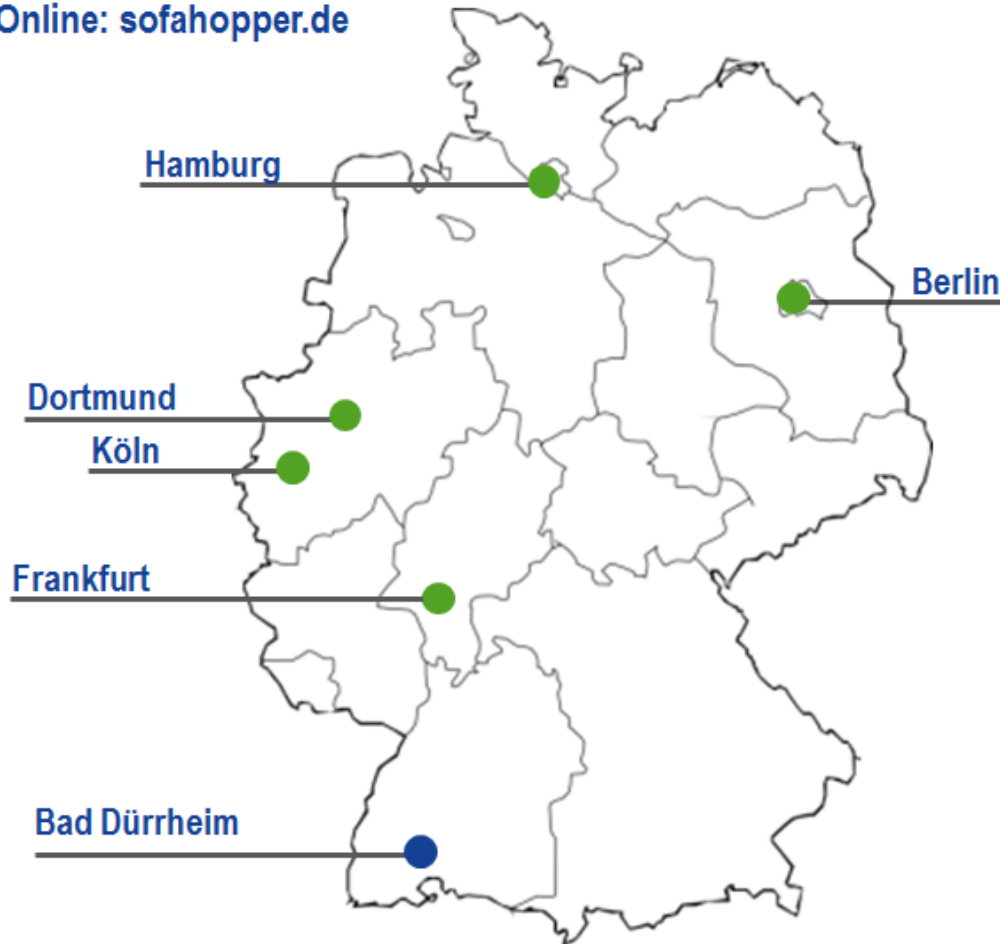 Online: sofahopper.de
Hamburg
Berlin
Dortmund
Köln
Frankfurt
Bad Dürrheim